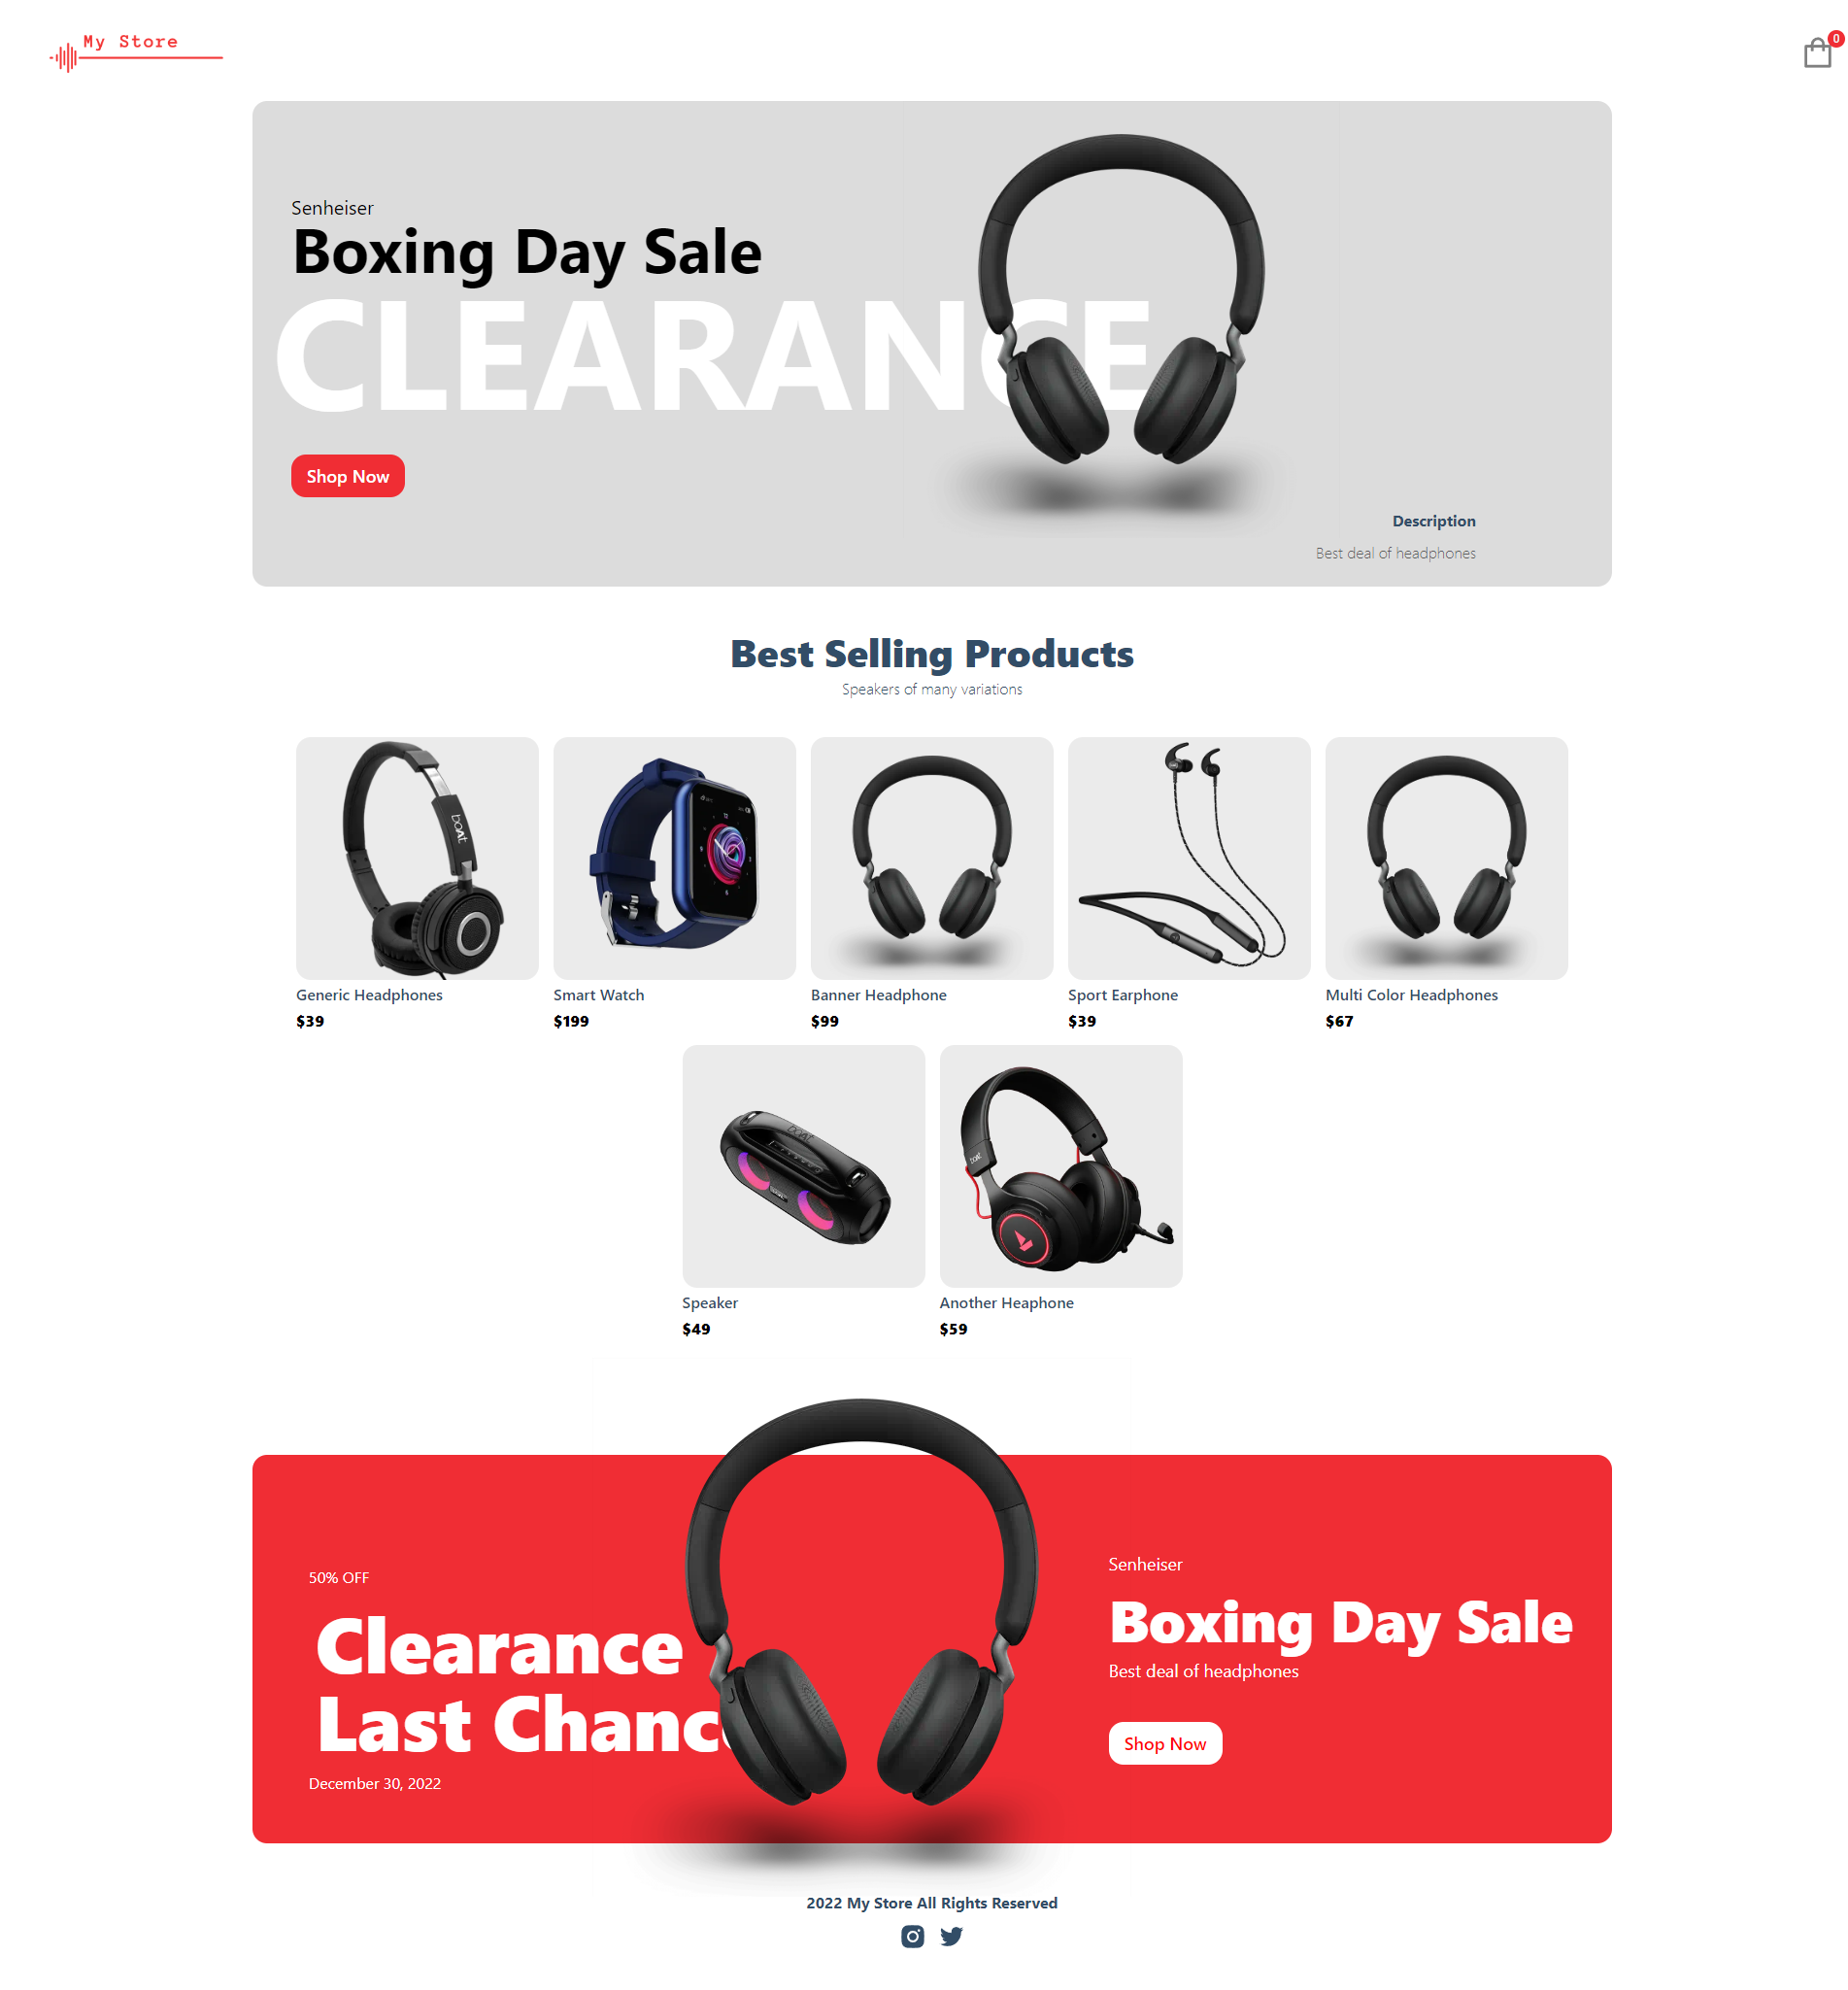 My Store
0
Senheiser
Boxing Day Sale
CLEARANCE
Shop Now
Description
Best deal of headphones
Best Selling Products
Speakers of many variations
boAt
Generic Headphones
$39
Smart Watch
$199
Banner Headphone
$99
Sport Earphone
$39
Multi Color Headphones
$67
boAt
boAt
Speaker
$49
Another Heaphone
$59
50% OFF
Clearance
Last Chance
December 30, 2022
Senheiser
Boxing Day Sale
Best deal of headphones
Shop Now
2022 My Store All Rights Reserved